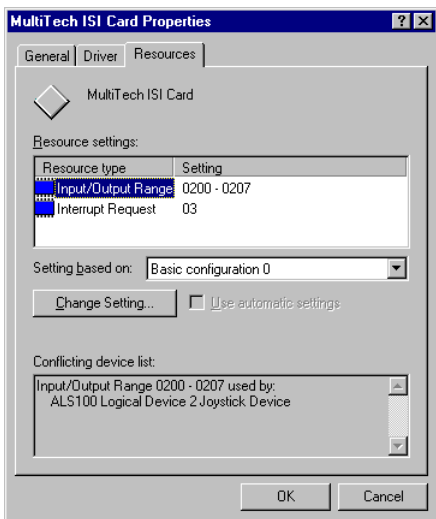 MultiTech ISI Card Properties
General Driver Resources
MultiTech ISI Card
Resource settings:
Resource type Setting
Input/Output Range 0200 - 0207
Interrupt Request 03
Setting based on: Basic configuration 0
Change Setting... Use automatic settings
Conflicting device list:
Input/Output Range 0200 - 0207 used by:
ALS100 Logical Device 2 Joystick Device
OK Cancel